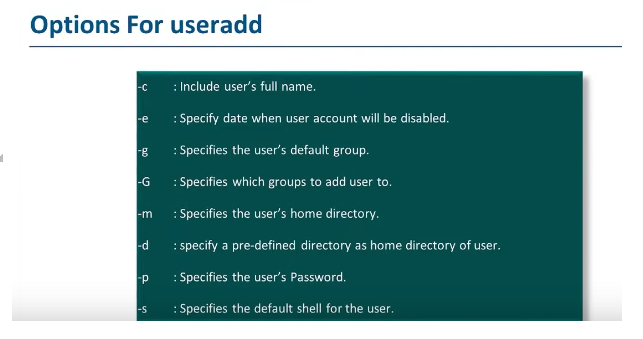 Options For useradd
-c : Include user's full name.
-e : Specify date when user account will be disabled.
-g : Specifies the user's default group.
-G : Specifies which groups to add user to.
-m : Specifies the user's home directory.
-d : specify a pre-defined directory as home directory of user.
-p : Specifies the user's Password.
-s : Specifies the default shell for the user.